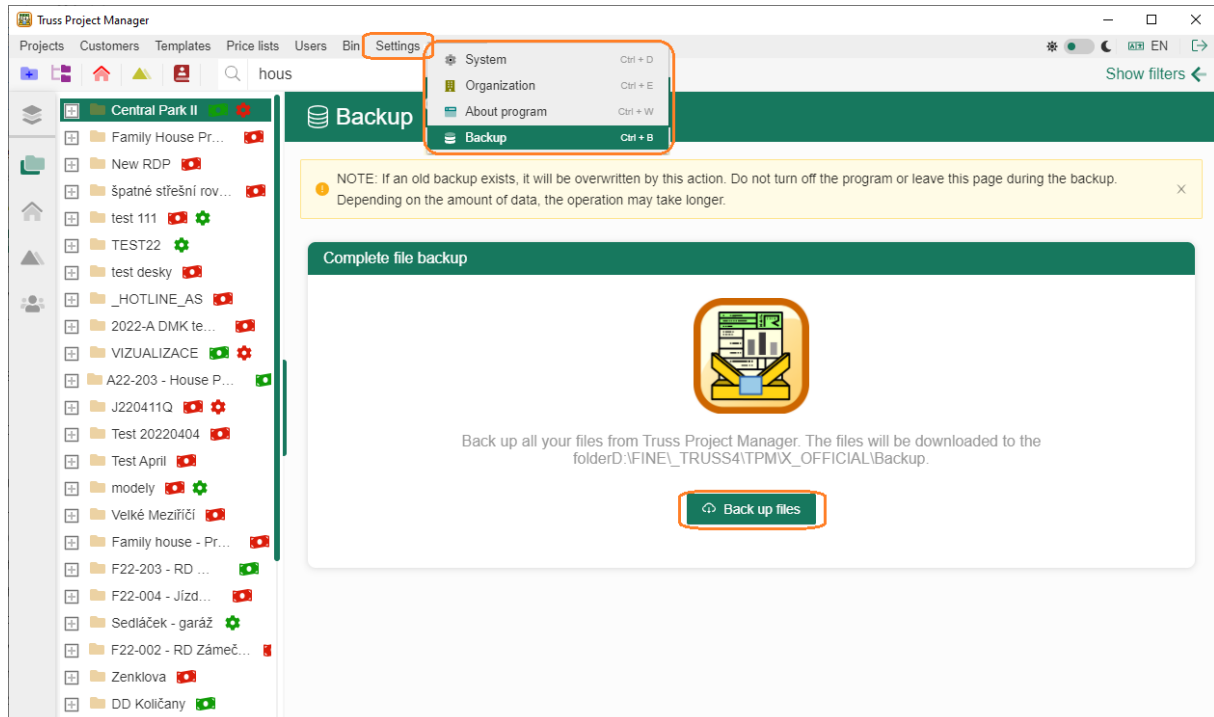 Truss Project Manager
Projects Customers Templates Price lists Users Bin Settings
EN
hous
Show filters
System Ctrl + D
Organization Ctrl + E
About program Ctrl + W
Backup Ctrl + B
Central Park II
Family House Pr...
New RDP
špatné střešní rov...
test 111
TEST22
test desky
_HOTLINE_AS
2022-A DMK te...
VIZUALIZACE
A22-203 - House P...
J220411Q
Test 20220404
Test April
modely
Velké Meziříčí
Family house - Pr...
F22-203 - RD ...
F22-004 - Jízd...
Sedláček - garáž
F22-002 - RD Zámeč...
Zenklova
DD Količany
Backup
NOTE: If an old backup exists, it will be overwritten by this action. Do not turn off the program or leave this page during the backup.
Depending on the amount of data, the operation may take longer.
Complete file backup
Back up all your files from Truss Project Manager. The files will be downloaded to the
folderD:\FINE\_TRUSS4\TPM\X_OFFICIAL\Backup.
Back up files